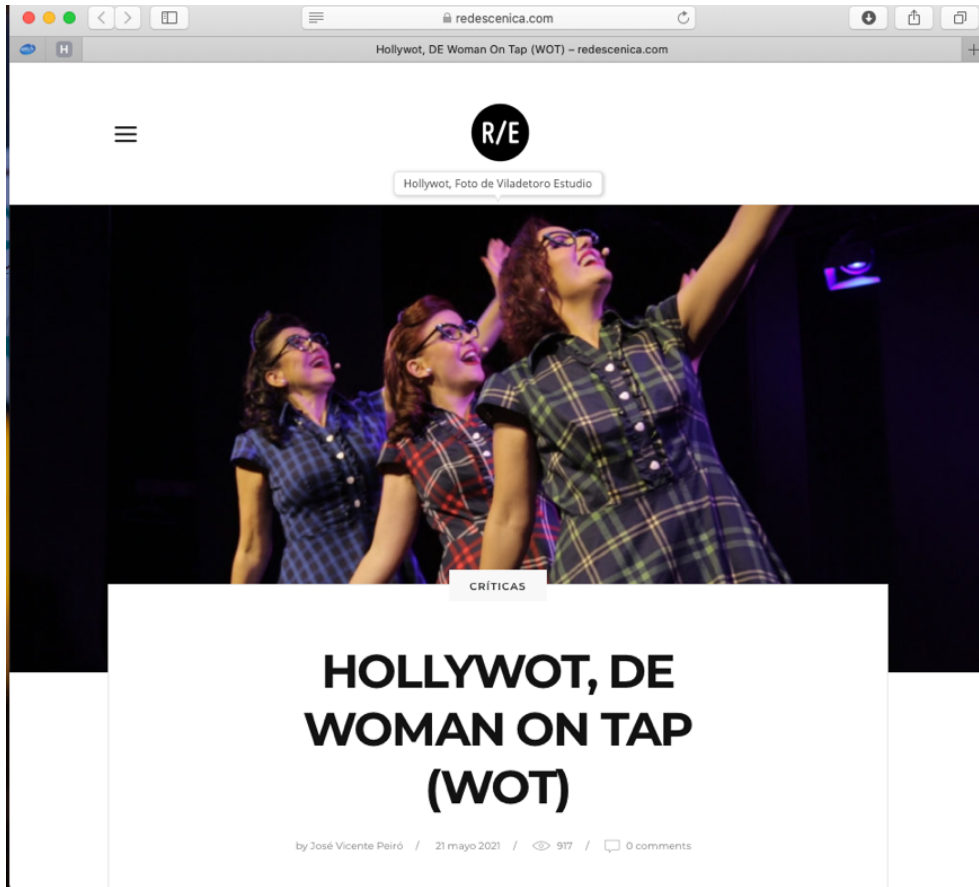 redescenica.com
WOT
H
Hollywot, DE Woman On Tap (WOT) – redescenica.com
R/E
Hollywot, Foto de Viladetoro Estudio
CRÍTICAS
HOLLYWOT, DE
WOMAN ON TAP
(WOT)
by José Vicente Peiró / 21 mayo 2021 / 917 / 0 comments